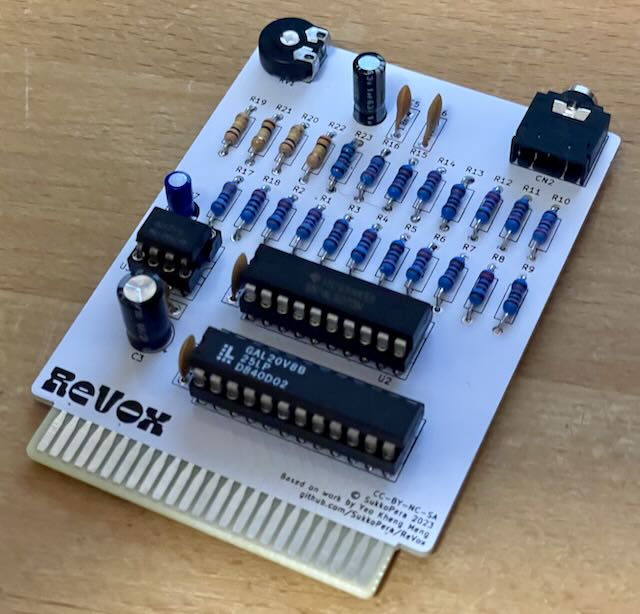 R19
R21
R20
R22
R23
R16
R15
R14
R13
R12
R11
R10
CN2
R17
R18
R2
R1
R3
R4
R5
R6
R7
R8
R9
C3
U2
GAL20V8B
25LP
D840D02
ReVox
CC-BY-NC-SA
© SukkoPera 2023
Based on work by Yeo Kheng Meng
github.com/SukkoPera/ReVox